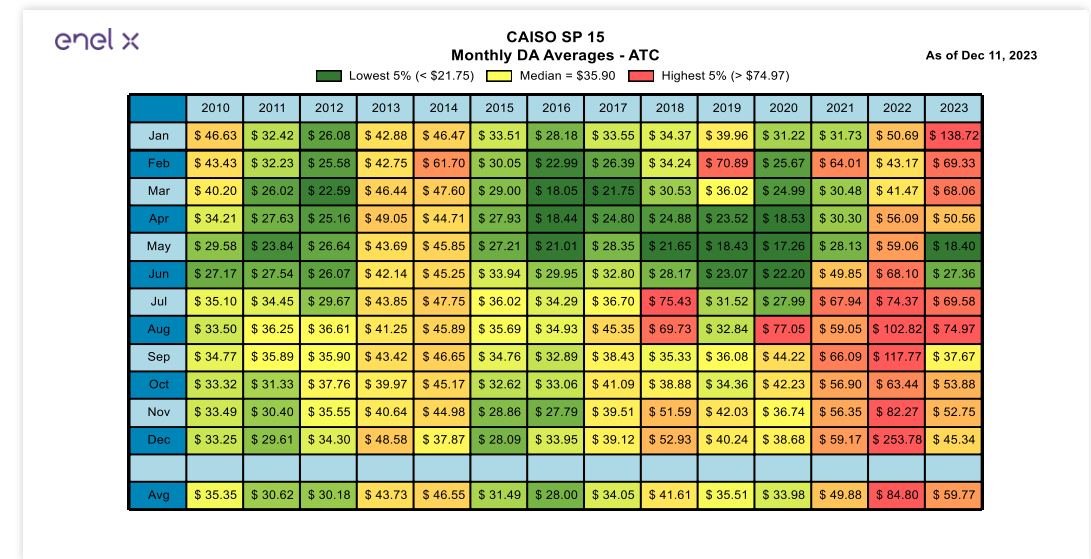 enel x
CAISO SP 15
Monthly DA Averages - ATC
As of Dec 11, 2023
Lowest 5% (< $21.75) Median = $35.90 Highest 5% (> $74.97)
2010 2011 2012 2013 2014 2015 2016 2017 2018 2019 2020 2021 2022 2023
Jan $ 46.63 $ 32.42 $ 26.08 $ 42.88 $ 46.47 $ 33.51 $ 28.18 $ 33.55 $ 34.37 $ 39.96 $ 31.22 $ 31.73 $ 50.69 $ 138.72
Feb $ 43.43 $ 32.23 $ 25.58 $ 42.75 $ 61.70 $ 30.05 $ 22.99 $ 26.39 $ 34.24 $ 70.89 $ 25.67 $ 64.01 $ 43.17 $ 69.33
Mar $ 40.20 $ 26.02 $ 22.59 $ 46.44 $ 47.60 $ 29.00 $ 18.05 $ 21.75 $ 30.53 $ 36.02 $ 24.99 $ 30.48 $ 41.47 $ 68.06
Apr $ 34.21 $ 27.63 $ 25.16 $ 49.05 $ 44.71 $ 27.93 $ 18.44 $ 24.80 $ 24.88 $ 23.52 $ 18.53 $ 30.30 $ 56.09 $ 50.56
May $ 29.58 $ 23.84 $ 26.64 $ 43.69 $ 45.85 $ 27.21 $ 21.01 $ 28.35 $ 21.65 $ 18.43 $ 17.26 $ 28.13 $ 59.06 $ 18.40
Jun $ 27.17 $ 27.54 $ 26.07 $ 42.14 $ 45.25 $ 33.94 $ 29.95 $ 32.80 $ 28.17 $ 23.07 $ 22.20 $ 49.85 $ 68.10 $ 27.36
Jul $ 35.10 $ 34.45 $ 29.67 $ 43.85 $ 47.75 $ 36.02 $ 34.29 $ 36.70 $ 75.43 $ 31.52 $ 27.99 $ 67.94 $ 74.37 $ 69.58
Aug $ 33.50 $ 36.25 $ 36.61 $ 41.25 $ 45.89 $ 35.69 $ 34.93 $ 45.35 $ 69.73 $ 32.84 $ 77.05 $ 59.05 $ 102.82 $ 74.97
Sep $ 34.77 $ 35.89 $ 35.90 $ 43.42 $ 46.65 $ 34.76 $ 32.89 $ 38.43 $ 35.33 $ 36.08 $ 44.22 $ 66.09 $ 117.77 $ 37.67
Oct $ 33.32 $ 31.33 $ 37.76 $ 39.97 $ 45.17 $ 32.62 $ 33.06 $ 41.09 $ 38.88 $ 34.36 $ 42.23 $ 56.90 $ 63.44 $ 53.88
Nov $ 33.49 $ 30.40 $ 35.55 $ 40.64 $ 44.98 $ 28.86 $ 27.79 $ 39.51 $ 51.59 $ 42.03 $ 36.74 $ 56.35 $ 82.27 $ 52.75
Dec $ 33.25 $ 29.61 $ 34.30 $ 48.58 $ 37.87 $ 28.09 $ 33.95 $ 39.12 $ 52.93 $ 40.24 $ 38.68 $ 59.17 $ 253.78 $ 45.34
Avg $ 35.35 $ 30.62 $ 30.18 $ 43.73 $ 46.55 $ 31.49 $ 28.00 $ 34.05 $ 41.61 $ 35.51 $ 33.98 $ 49.88 $ 84.80 $ 59.77